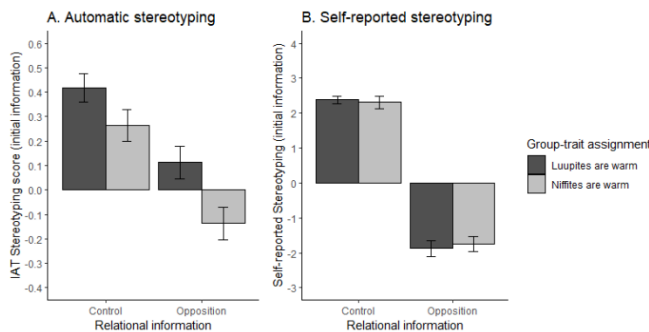 A. Automatic stereotyping
IAT Stereotyping score (initial information)
0.6
0.5
0.4
0.3
0.2
0.1
0.0
-0.1
-0.2
-0.3
-0.4
Control
Opposition
Relational information
B. Self-reported stereotyping
Self-reported Stereotyping (initial information)
4
3
2
1
0
-1
-2
-3
Control
Opposition
Relational information
Group-trait assignment
Luupites are warm
Niffites are warm